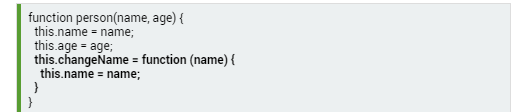 function person(name, age) {
  this.name = name;
  this.age = age;
  this.changeName = function (name) {
    this.name = name;
  }
}